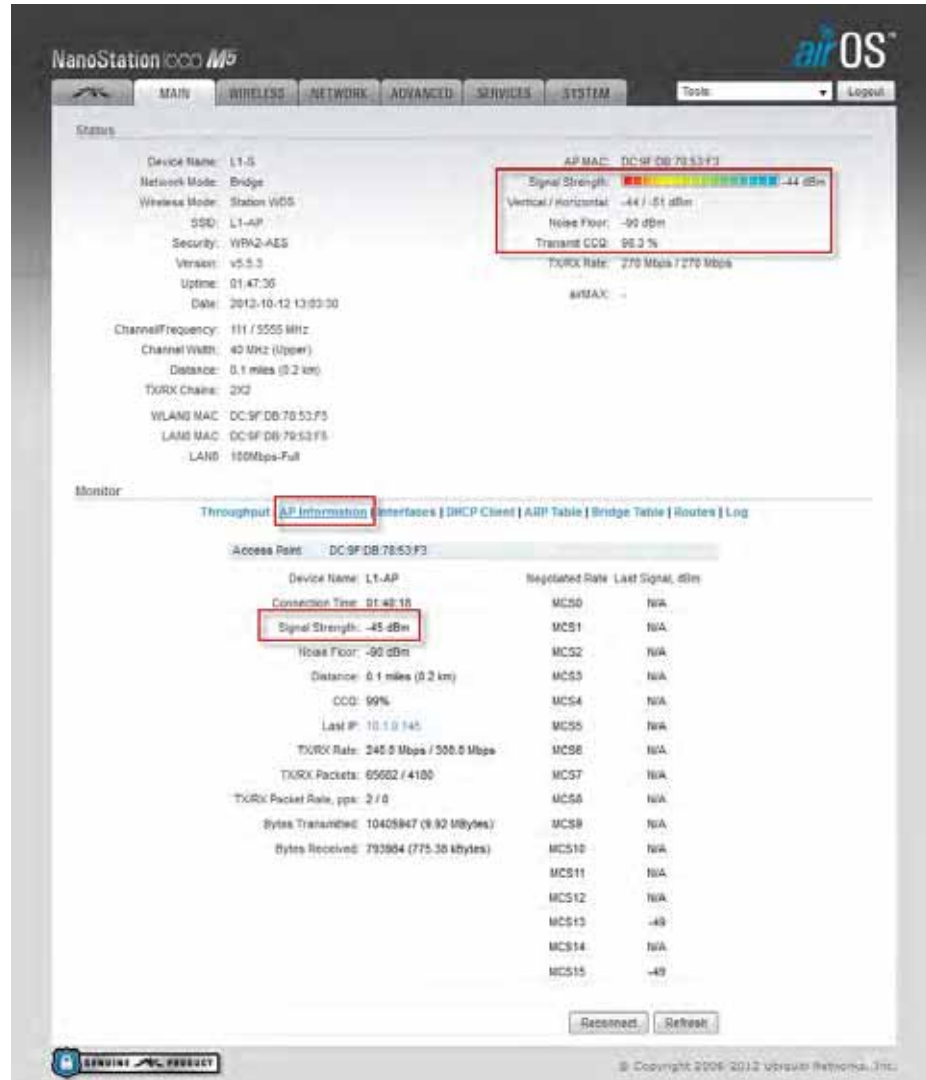 NanoStation loco M5
airOS™
MAIN WIRELESS NETWORK ADVANCED SERVICES SYSTEM Tools Logout
Status
Device Name: L1-S
Network Mode: Bridge
Wireless Mode: Station WDS
SSID: L1-AP
Security: WPA2-AES
Version: v5.5.3
Uptime: 01:47:36
Date: 2012-10-12 13:03:30
Channel/Frequency: 111 / 5555 MHz
Channel Width: 40 MHz (Upper)
Distance: 0.1 miles (0.2 km)
TX/RX Chains: 2X2
WLAN0 MAC DC:9F:DB:78:53:F5
LAN0 MAC DC:9F:DB:79:53:F5
LAN0 100Mbps-Full
AP MAC: DC:9F:DB:78:53:F3
Signal Strength: -44 dBm
Vertical / Horizontal: -44 / -51 dBm
Noise Floor: -90 dBm
Transmit CCQ: 98.3 %
TX/RX Rate: 270 Mbps / 270 Mbps
airMAX: -
Monitor
Throughput | AP Information | Interfaces | DHCP Client | ARP Table | Bridge Table | Routes | Log
Access Point DC:9F:DB:78:53:F3
Device Name: L1-AP
Connection Time: 01:40:18
Signal Strength: -45 dBm
Noise Floor: -90 dBm
Distance: 0.1 miles (0.2 km)
CCQ: 99%
Last IP: 10.1.0.145
TX/RX Rate: Mbps / Mbps
TX/RX Packets: 65682 / 4180
TX/RX Packet Rate, pps: 2 / 0
Bytes Transmitted: 10405947 (9.92 MBytes)
Bytes Received: 793984 (775.38 kBytes)
Negotiated Rate Last Signal, dBm
MCS0 N/A
MCS1 N/A
MCS2 N/A
MCS3 N/A
MCS4 N/A
MCS5 N/A
MCS6 N/A
MCS7 N/A
MCS8 N/A
MCS9 N/A
MCS10 N/A
MCS11 N/A
MCS12 N/A
MCS13 -49
MCS14 N/A
MCS15 -49
Reconnect Refresh
GENUINE PRODUCT
© Copyright 2006-2012 Ubiquiti Networks, Inc.